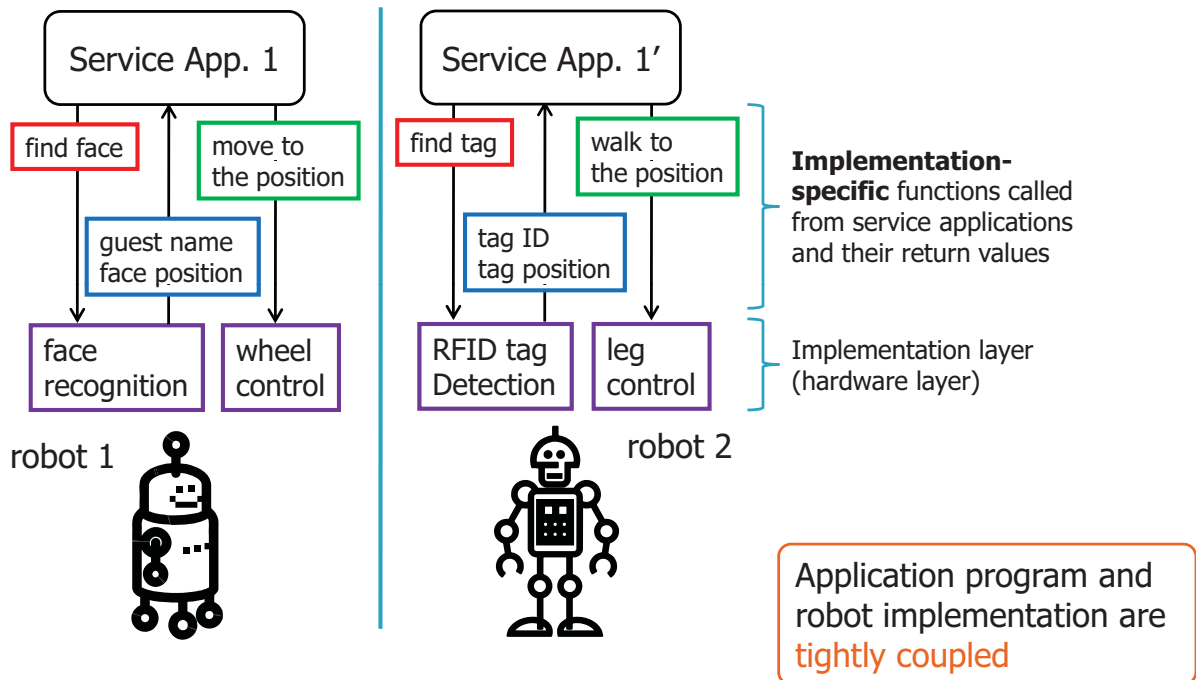 Service App. 1
find face
move to
the position
guest name
face position
face
recognition
wheel
control
robot 1
Service App. 1′
find tag
walk to
the position
tag ID
tag position
RFID tag
Detection
leg
control
robot 2
Implementation-
specific functions called
from service applications
and their return values
Implementation layer
(hardware layer)
Application program and
robot implementation are
tightly coupled